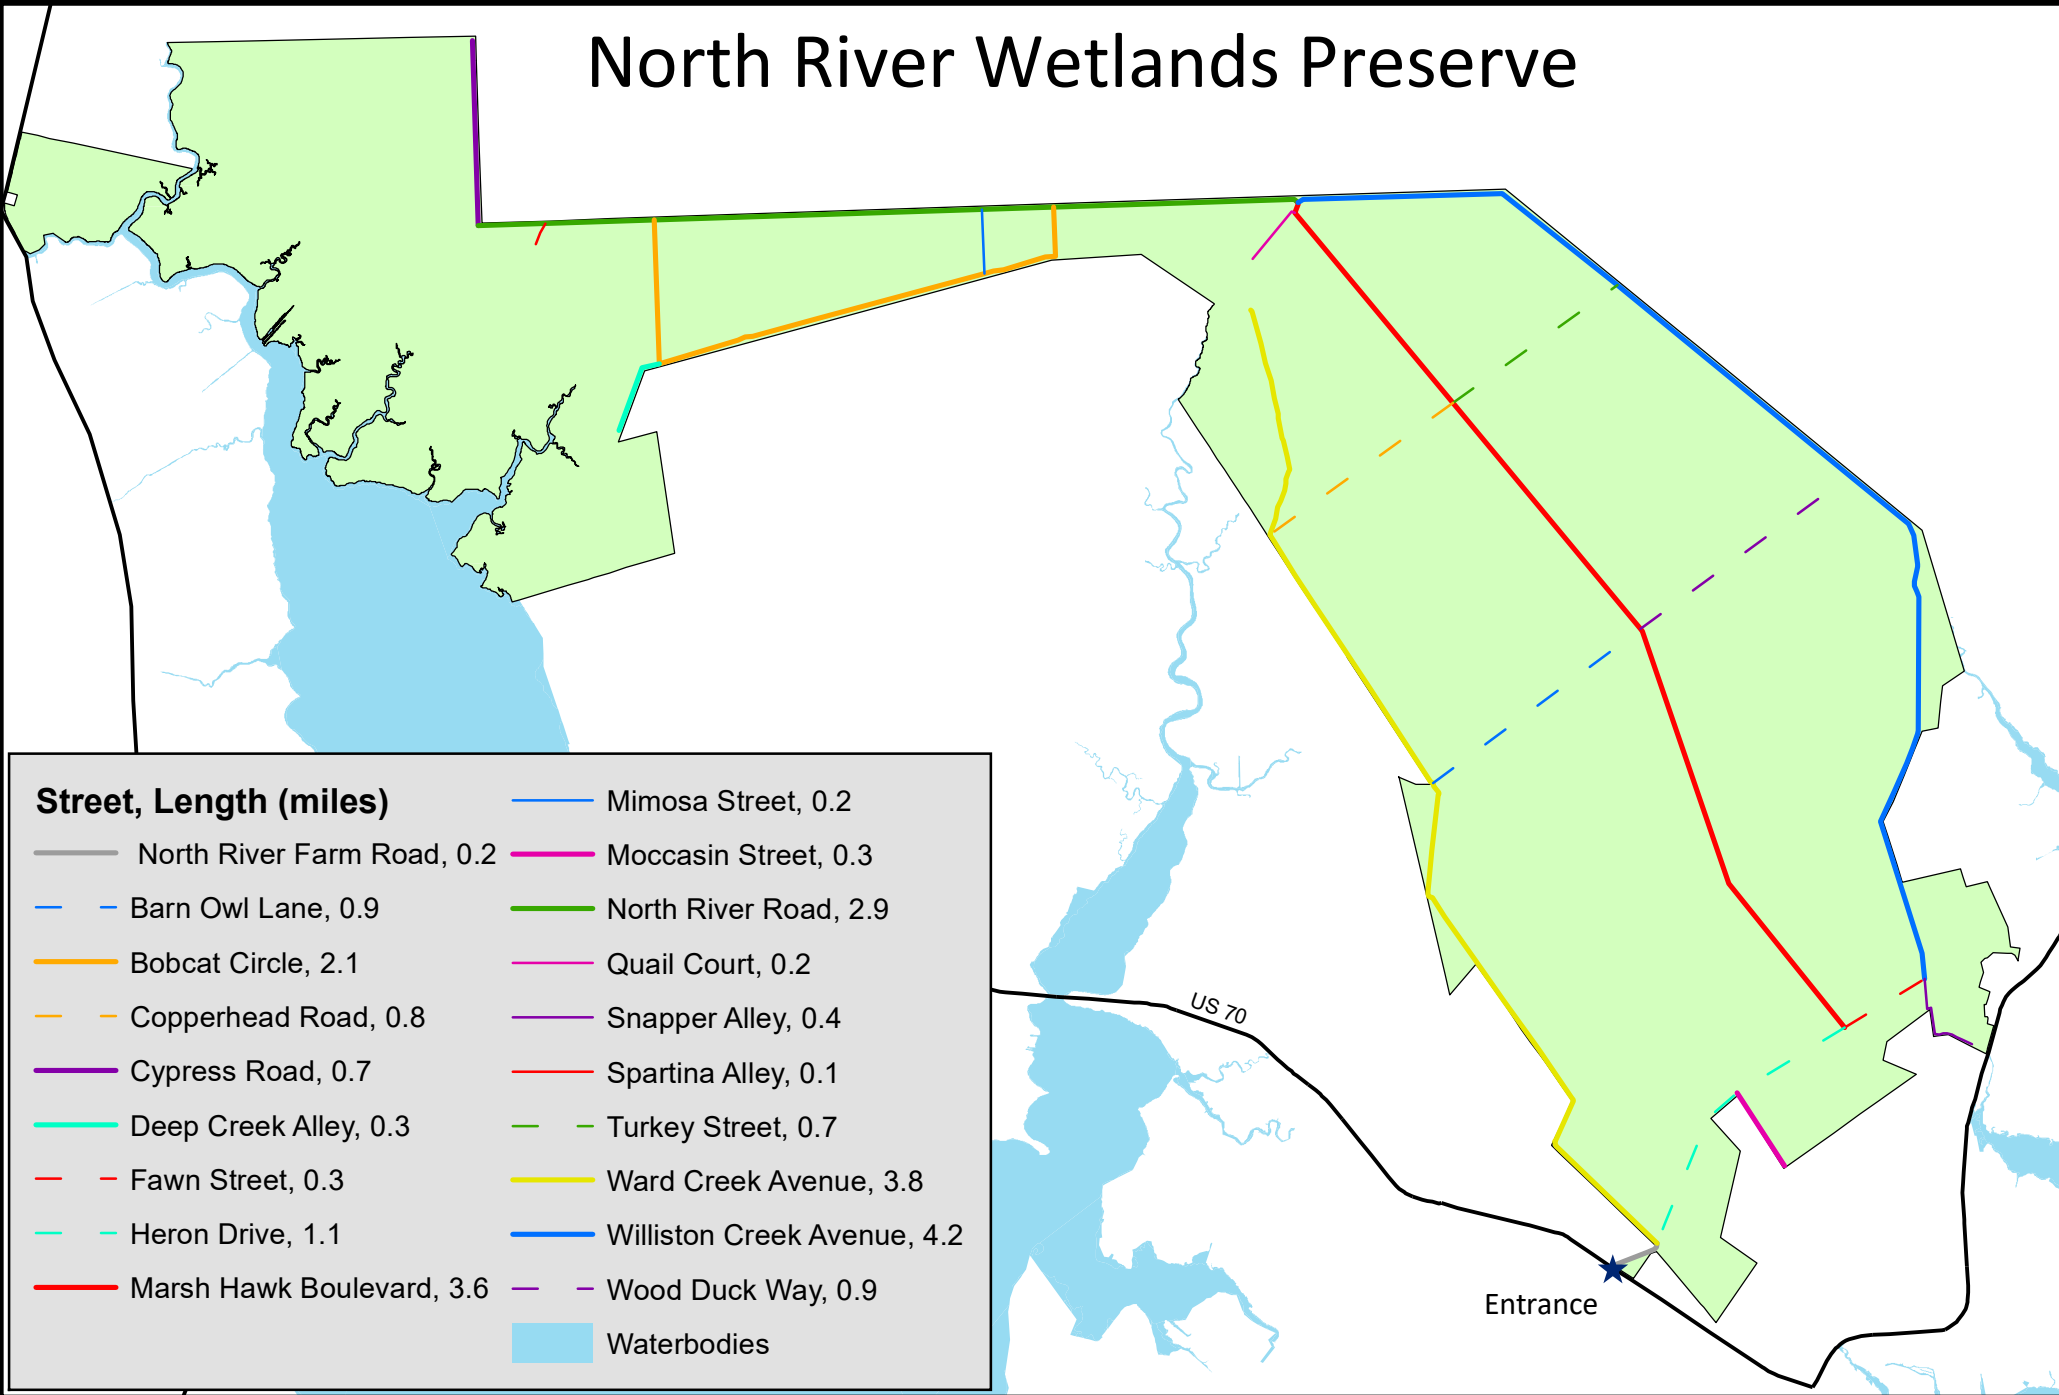 North River Wetlands Preserve
US 70
Entrance
Street, Length (miles)
North River Farm Road, 0.2
Barn Owl Lane, 0.9
Bobcat Circle, 2.1
Copperhead Road, 0.8
Cypress Road, 0.7
Deep Creek Alley, 0.3
Fawn Street, 0.3
Heron Drive, 1.1
Marsh Hawk Boulevard, 3.6
Mimosa Street, 0.2
Moccasin Street, 0.3
North River Road, 2.9
Quail Court, 0.2
Snapper Alley, 0.4
Spartina Alley, 0.1
Turkey Street, 0.7
Ward Creek Avenue, 3.8
Williston Creek Avenue, 4.2
Wood Duck Way, 0.9
Waterbodies